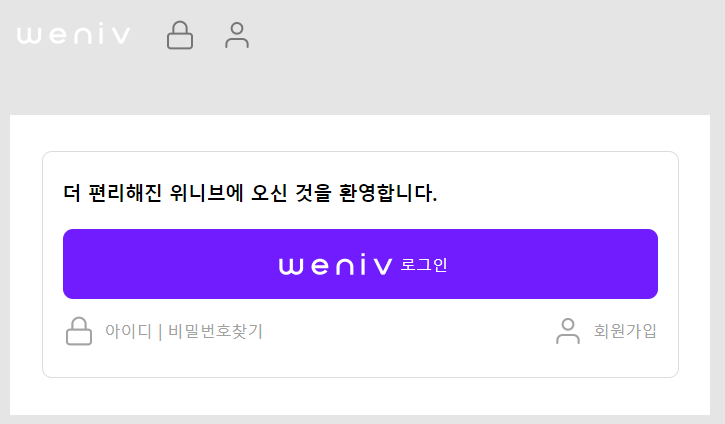 weniv
더 편리해진 위니브에 오신 것을 환영합니다.
weniv 로그인
아이디 | 비밀번호찾기 회원가입